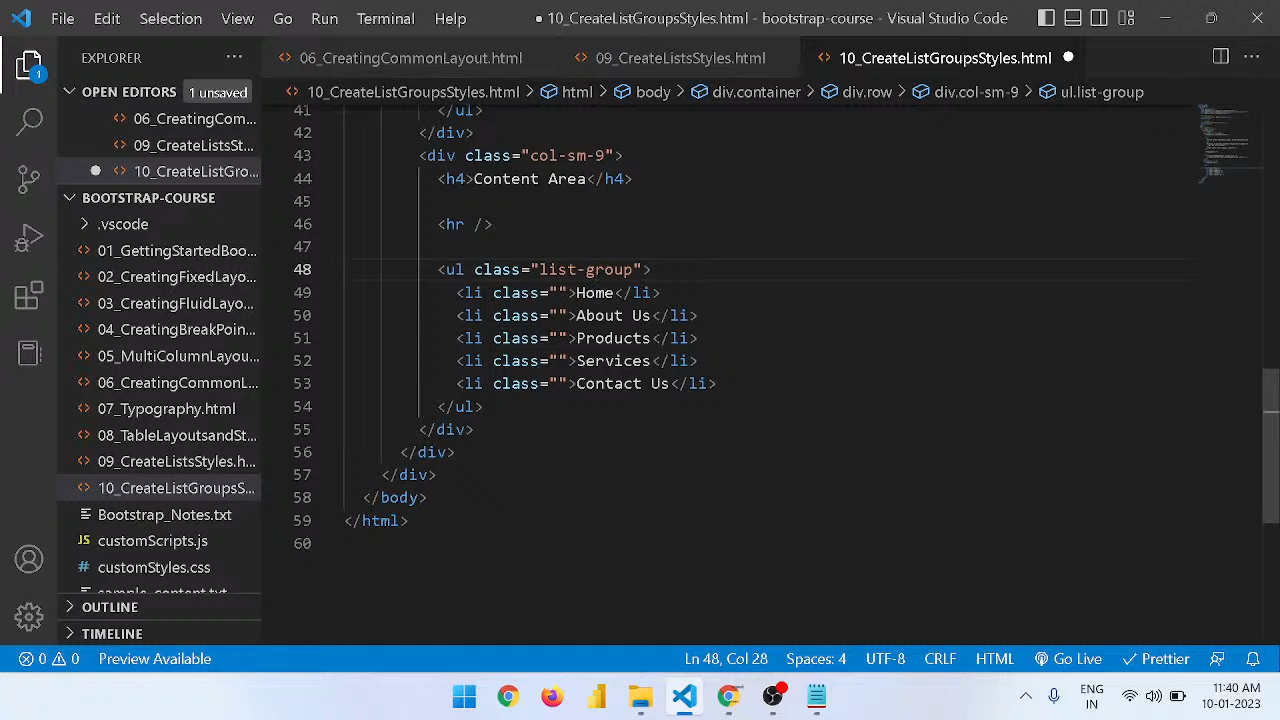 File Edit Selection View Go Run Terminal Help ● 10_CreateListGroupsStyles.html - bootstrap-course - Visual Studio Code
EXPLORER ...
06_CreatingCommonLayout.html 09_CreateListsStyles.html 10_CreateListGroupsStyles.html
OPEN EDITORS 1 unsaved
06_CreatingCom...
09_CreateListsSt...
10_CreateListGro...
BOOTSTRAP-COURSE
.vscode
01_GettingStartedBoo...
02_CreatingFixedLayo...
03_CreatingFluidLayo...
04_CreatingBreakPoin...
05_MultiColumnLayou...
06_CreatingCommonL...
07_Typography.html
08_TableLayoutsandSt...
09_CreateListsStyles.h...
10_CreateListGroupsS...
Bootstrap_Notes.txt
JS customScripts.js
# customStyles.css
sample_content.txt
OUTLINE
TIMELINE
10_CreateListGroupsStyles.html > html > body > div.container > div.row > div.col-sm-9 > ul.list-group
41 </ul>
42 </div>
43 <div class="col-sm-9">
44 <h4>Content Area</h4>
45
46 <hr />
47
48 <ul class="list-group">
49 <li class="">Home</li>
50 <li class="">About Us</li>
51 <li class="">Products</li>
52 <li class="">Services</li>
53 <li class="">Contact Us</li>
54 </ul>
55 </div>
56 </div>
57 </div>
58 </body>
59 </html>
60
1
0 0 Preview Available Ln 48, Col 28 Spaces: 4 UTF-8 CRLF HTML Go Live Prettier
ENG
IN
11:40 AM
10-01-2023